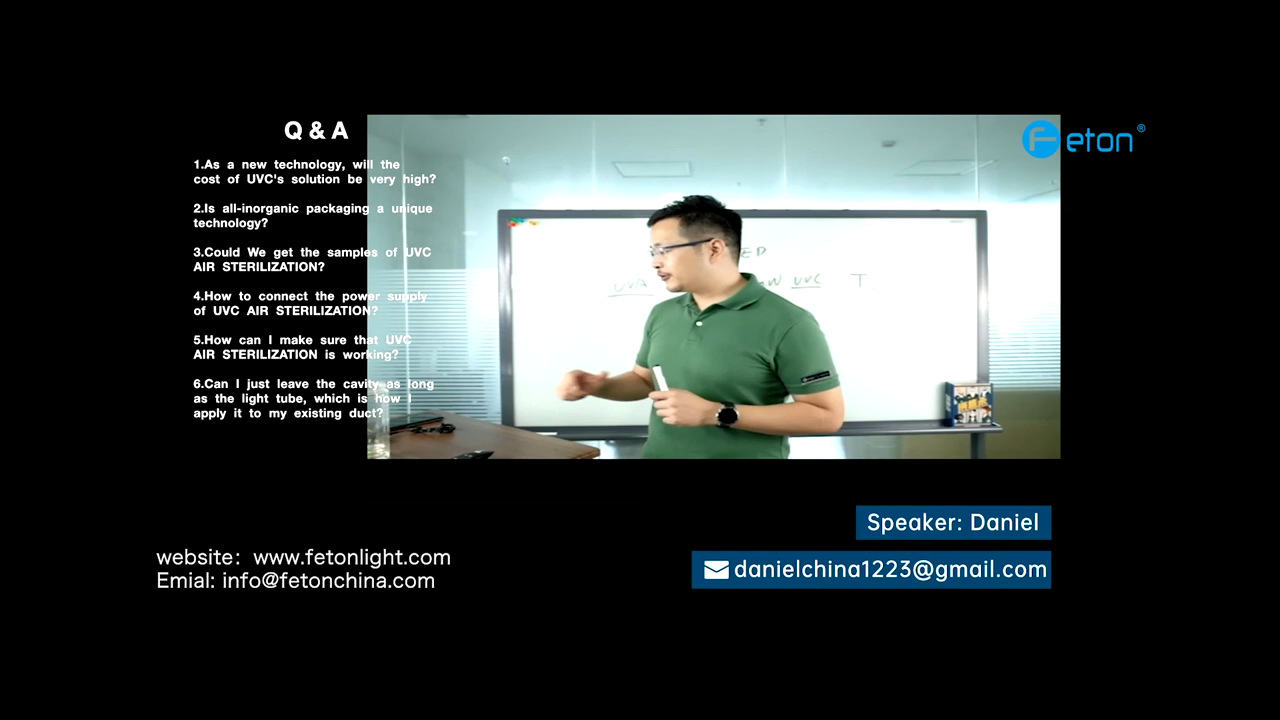 Q & A
1.As a new technology, will the
cost of UVC's solution be very high?
2.Is all-inorganic packaging a unique
technology?
3.Could We get the samples of UVC
AIR STERILIZATION?
4.How to connect the power supply
of UVC AIR STERILIZATION?
5.How can I make sure that UVC
AIR STERILIZATION is working?
6.Can I just leave the cavity as long
as the light tube, which is how I
apply it to my existing duct?
Feton®
ED
UVA W UVC T
Speaker: Daniel
danielchina1223@gmail.com
website: www.fetonlight.com
Emial: info@fetonchina.com